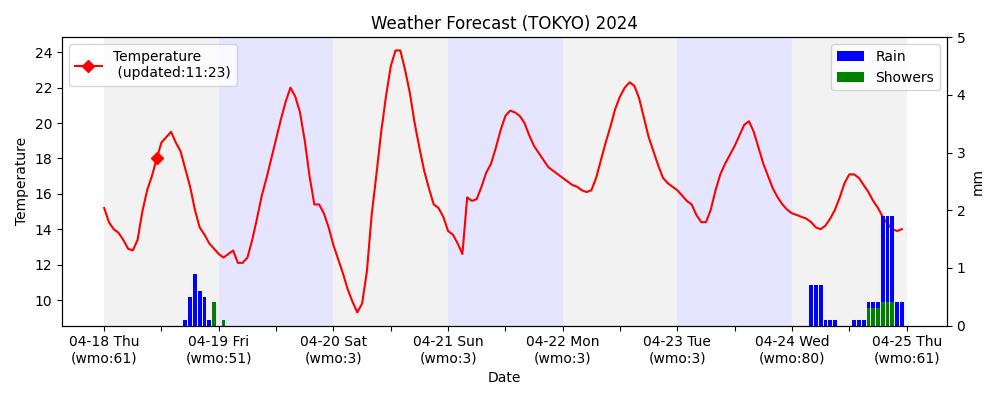 Weather Forecast (TOKYO) 2024
Temperature
(updated:11:23)
Rain
Showers
24
22
20
18
16
14
12
10
Temperature
5
4
3
2
1
0
mm
04-18 Thu
(wmo:61)
04-19 Fri
(wmo:51)
04-20 Sat
(wmo:3)
04-21 Sun
(wmo:3)
04-22 Mon
(wmo:3)
04-23 Tue
(wmo:3)
04-24 Wed
(wmo:80)
04-25 Thu
(wmo:61)
Date